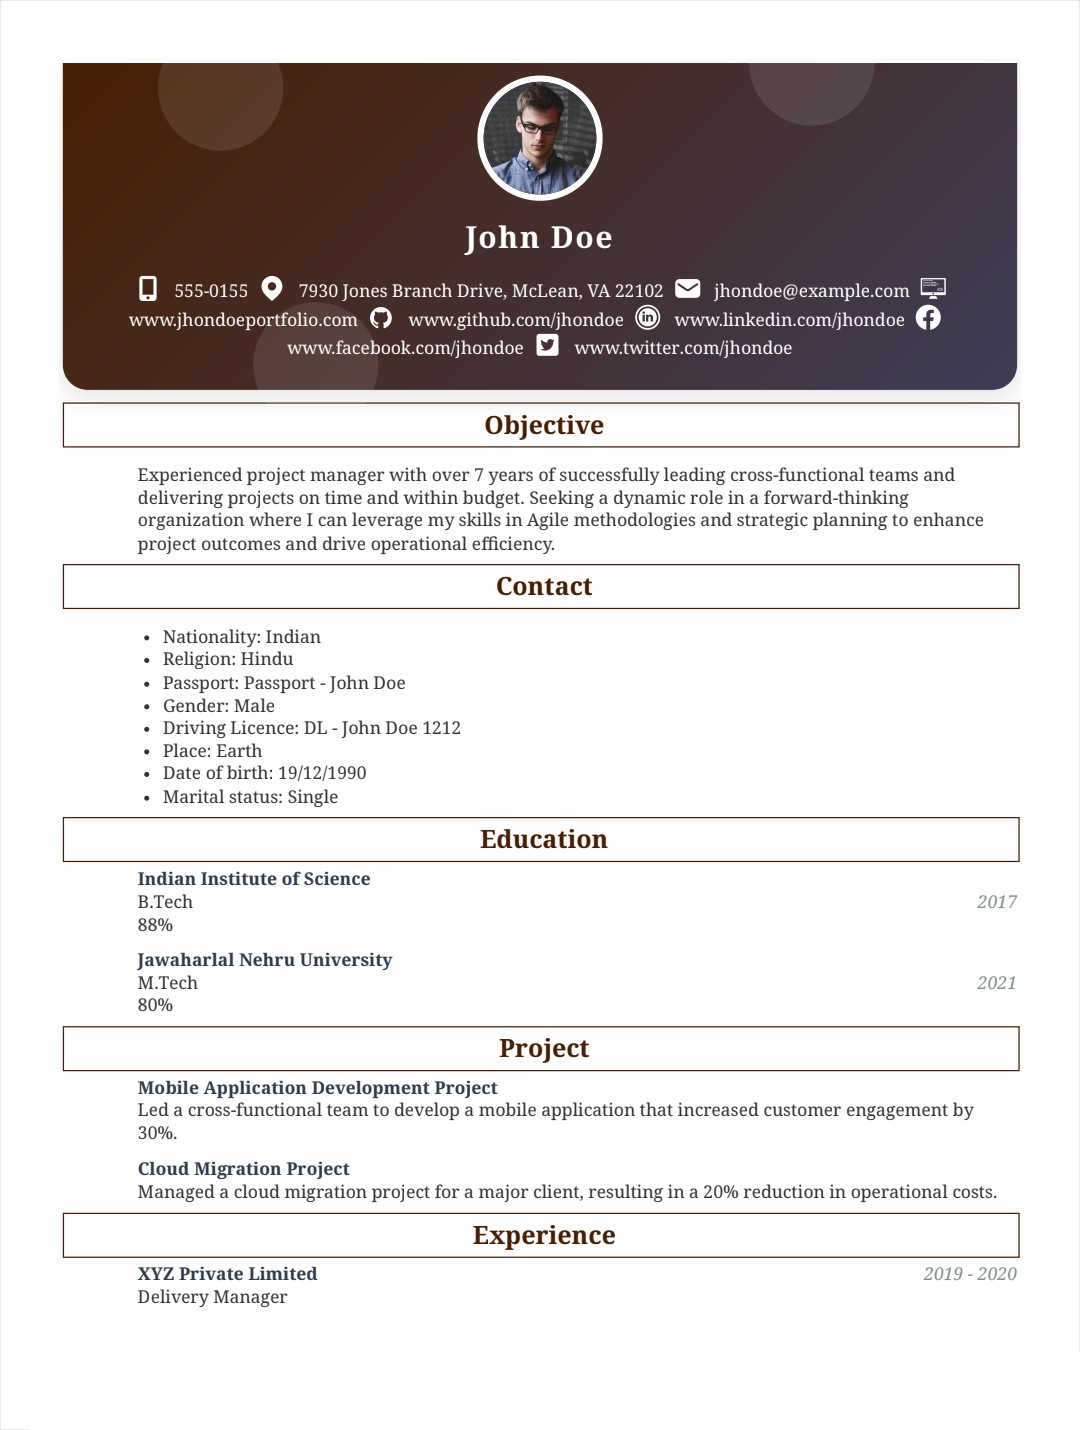 John Doe
555-0155 7930 Jones Branch Drive, McLean, VA 22102 jhondoe@example.com
www.jhondoeportfolio.com www.github.com/jhondoe www.linkedin.com/jhondoe
www.facebook.com/jhondoe www.twitter.com/jhondoe
Objective
Experienced project manager with over 7 years of successfully leading cross-functional teams and
delivering projects on time and within budget. Seeking a dynamic role in a forward-thinking
organization where I can leverage my skills in Agile methodologies and strategic planning to enhance
project outcomes and drive operational efficiency.
Contact
• Nationality: Indian
• Religion: Hindu
• Passport: Passport - John Doe
• Gender: Male
• Driving Licence: DL - John Doe 1212
• Place: Earth
• Date of birth: 19/12/1990
• Marital status: Single
Education
Indian Institute of Science
B.Tech 2017
88%
Jawaharlal Nehru University
M.Tech 2021
80%
Project
Mobile Application Development Project
Led a cross-functional team to develop a mobile application that increased customer engagement by
30%.
Cloud Migration Project
Managed a cloud migration project for a major client, resulting in a 20% reduction in operational costs.
Experience
XYZ Private Limited 2019 - 2020
Delivery Manager